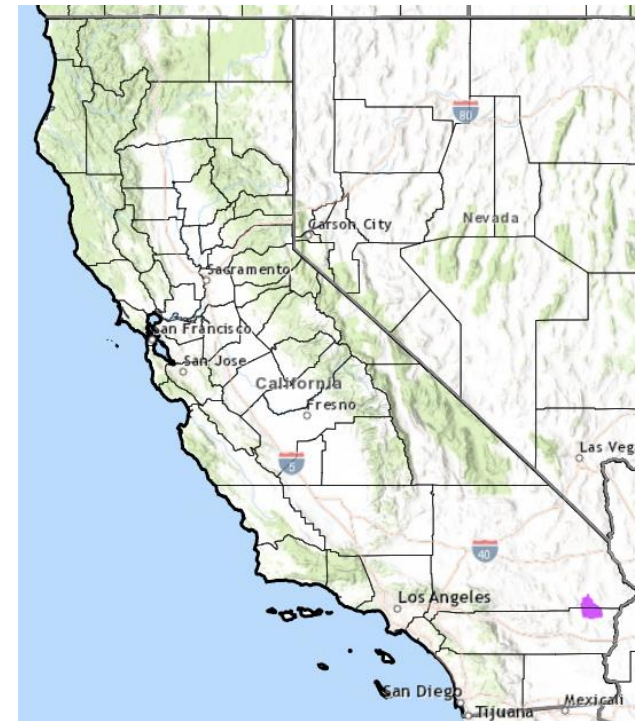 80
Carson City
Nevada
Sacramento
San Francisco
San Jose
California
Fresno
5
Las Veg
40
Los Angeles
San Diego
Mexicali
Tijuana